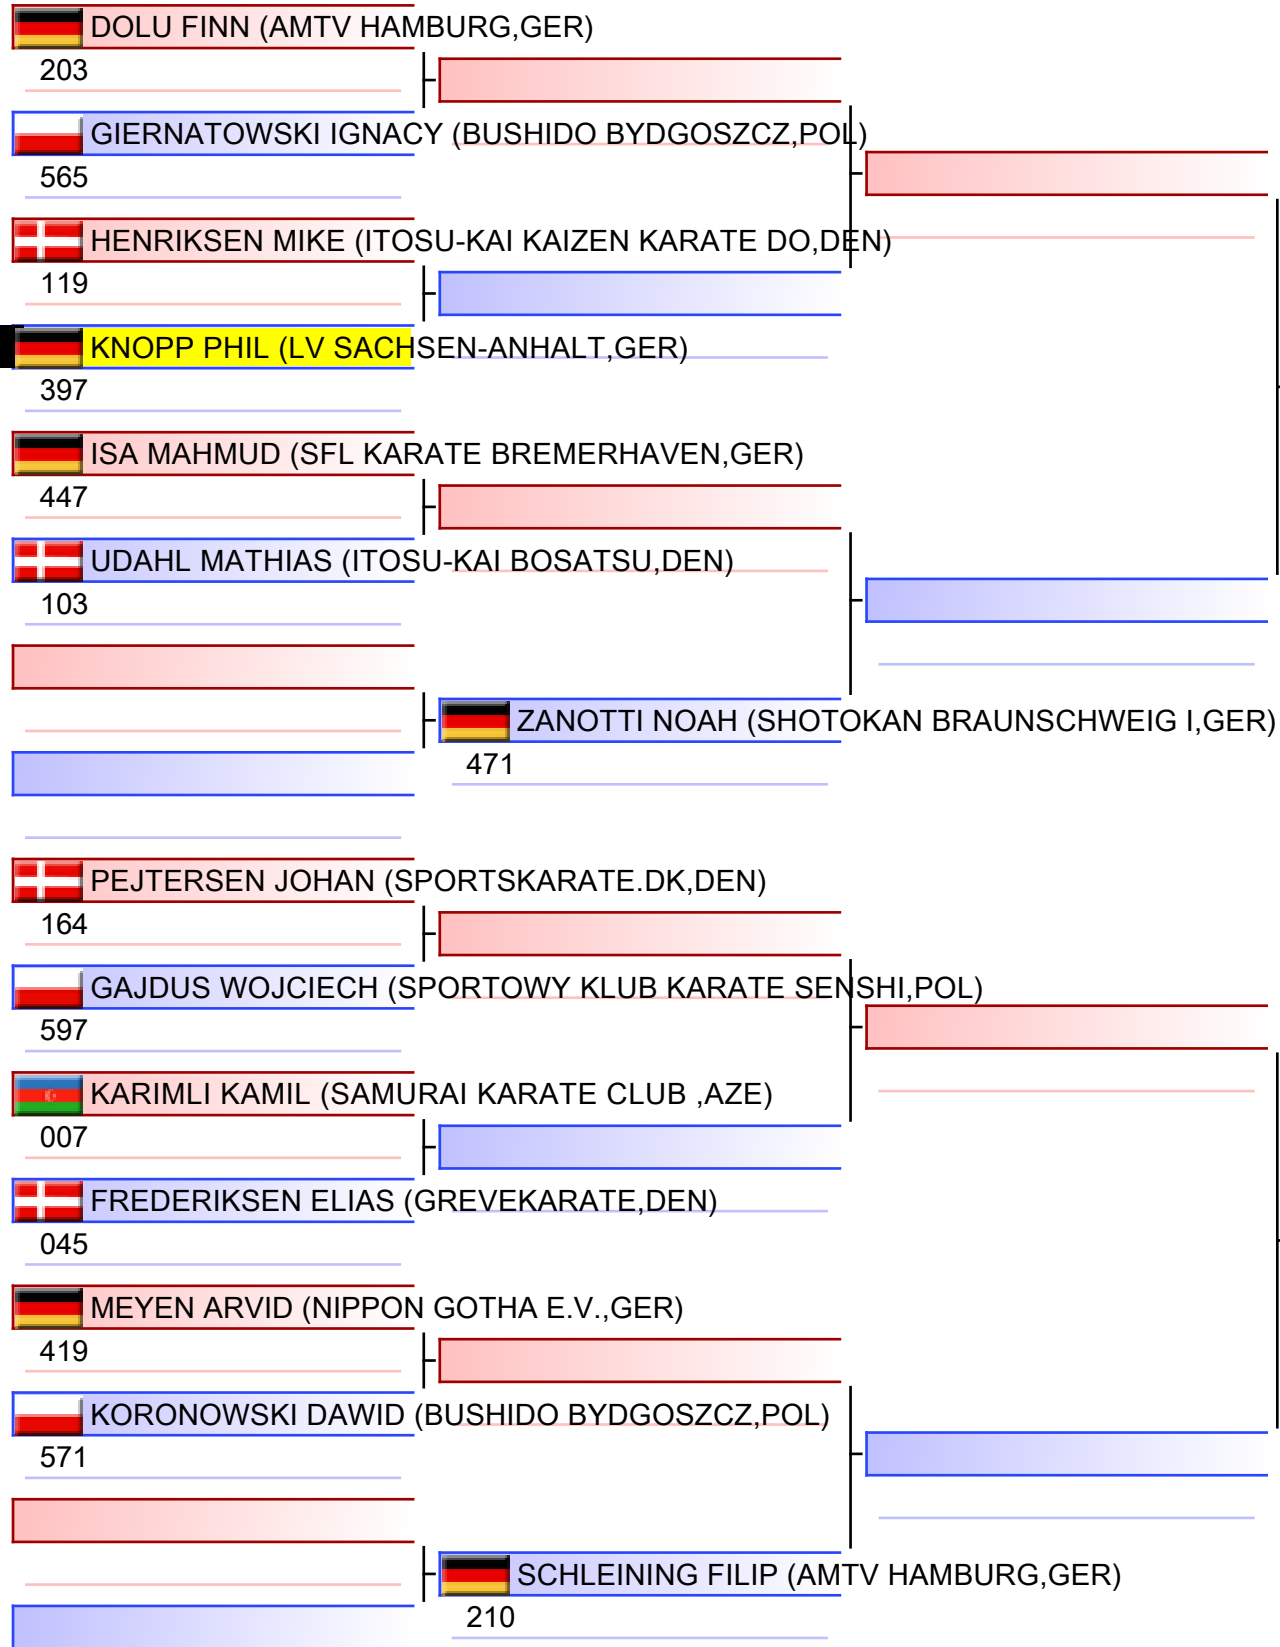 DOLU FINN (AMTV HAMBURG,GER)
203
GIERNATOWSKI IGNACY (BUSHIDO BYDGOSZCZ,POL)
565
HENRIKSEN MIKE (ITOSU-KAI KAIZEN KARATE DO,DEN)
119
KNOPP PHIL (LV SACHSEN-ANHALT,GER)
397
ISA MAHMUD (SFL KARATE BREMERHAVEN,GER)
447
UDAHL MATHIAS (ITOSU-KAI BOSATSU,DEN)
103
ZANOTTI NOAH (SHOTOKAN BRAUNSCHWEIG I,GER)
471
PEJTERSEN JOHAN (SPORTSKARATE.DK,DEN)
164
GAJDUS WOJCIECH (SPORTOWY KLUB KARATE SENSHI,POL)
597
KARIMLI KAMIL (SAMURAI KARATE CLUB ,AZE)
007
FREDERIKSEN ELIAS (GREVEKARATE,DEN)
045
MEYEN ARVID (NIPPON GOTHA E.V.,GER)
419
KORONOWSKI DAWID (BUSHIDO BYDGOSZCZ,POL)
571
SCHLEINING FILIP (AMTV HAMBURG,GER)
210